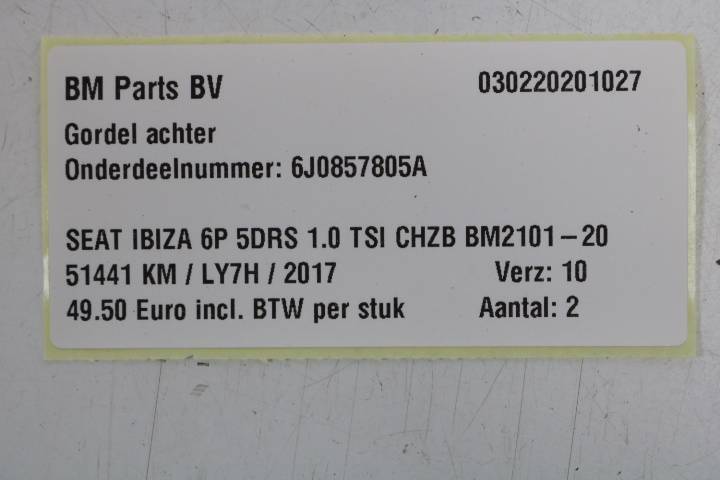 BM Parts BV 030220201027
Gordel achter
Onderdeelnummer: 6J0857805A
SEAT IBIZA 6P 5DRS 1.0 TSI CHZB BM2101-20
51441 KM / LY7H / 2017 Verz: 10
49.50 Euro incl. BTW per stuk Aantal: 2